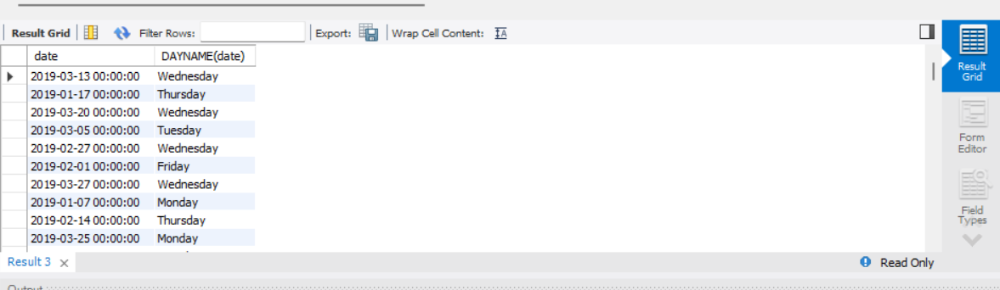 Result Grid Filter Rows: Export: Wrap Cell Content:
date DAYNAME(date)
2019-03-13 00:00:00 Wednesday
2019-01-17 00:00:00 Thursday
2019-03-20 00:00:00 Wednesday
2019-03-05 00:00:00 Tuesday
2019-02-27 00:00:00 Wednesday
2019-02-01 00:00:00 Friday
2019-03-27 00:00:00 Wednesday
2019-01-07 00:00:00 Monday
2019-02-14 00:00:00 Thursday
2019-03-25 00:00:00 Monday
Result
Grid
Form
Editor
Field
Types
Result 3 Read Only
Output